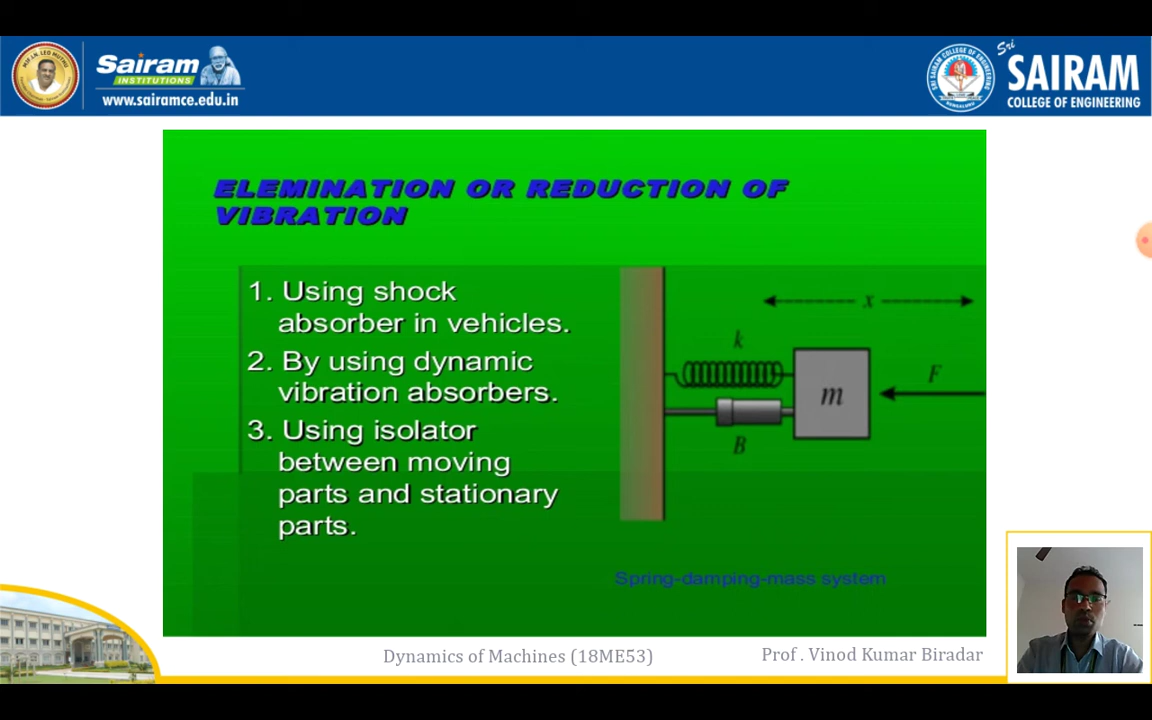 Sairam
INSTITUTIONS
www.sairamce.edu.in
Sri
SAIRAM
COLLEGE OF ENGINEERING
ELEMINATION OR REDUCTION OF
VIBRATION
1. Using shock
absorber in vehicles.
2. By using dynamic
vibration absorbers.
3. Using isolator
between moving
parts and stationary
parts.
x
k
m
F
B
Spring-damping-mass system
Dynamics of Machines (18ME53)
Prof . Vinod Kumar Biradar